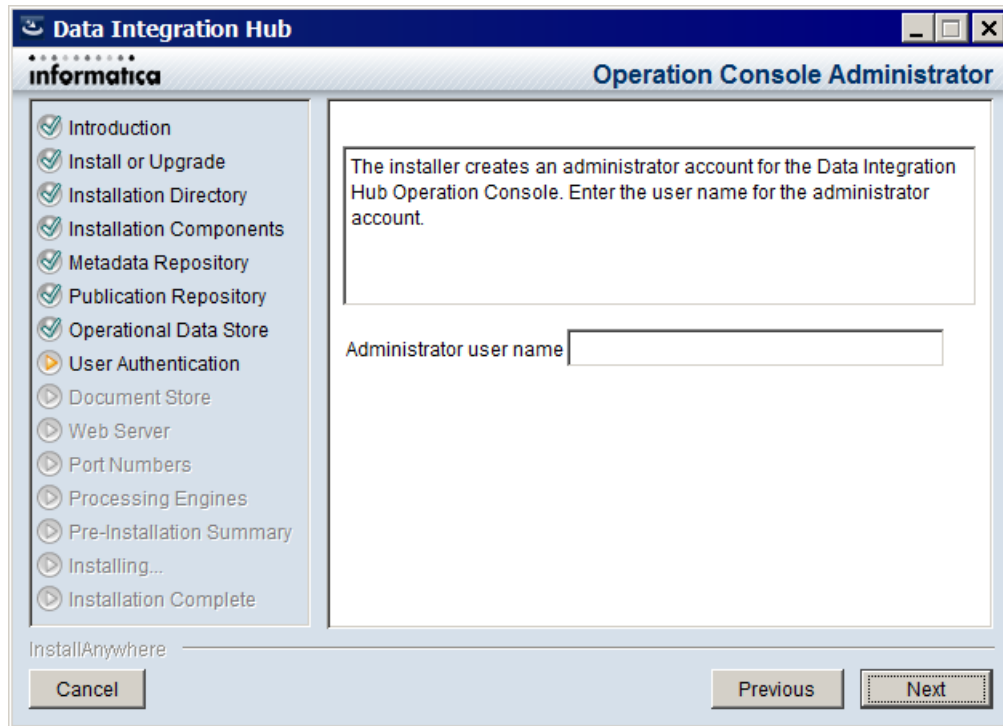 Data Integration Hub
informatica
Operation Console Administrator
Introduction
Install or Upgrade
Installation Directory
Installation Components
Metadata Repository
Publication Repository
Operational Data Store
User Authentication
Document Store
Web Server
Port Numbers
Processing Engines
Pre-Installation Summary
Installing...
Installation Complete
The installer creates an administrator account for the Data Integration
Hub Operation Console. Enter the user name for the administrator
account.
Administrator user name
InstallAnywhere
Cancel
Previous
Next